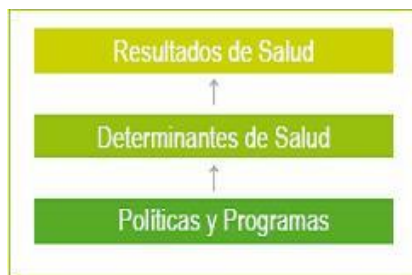 Resultados de Salud
Determinantes de Salud
Políticas y Programas